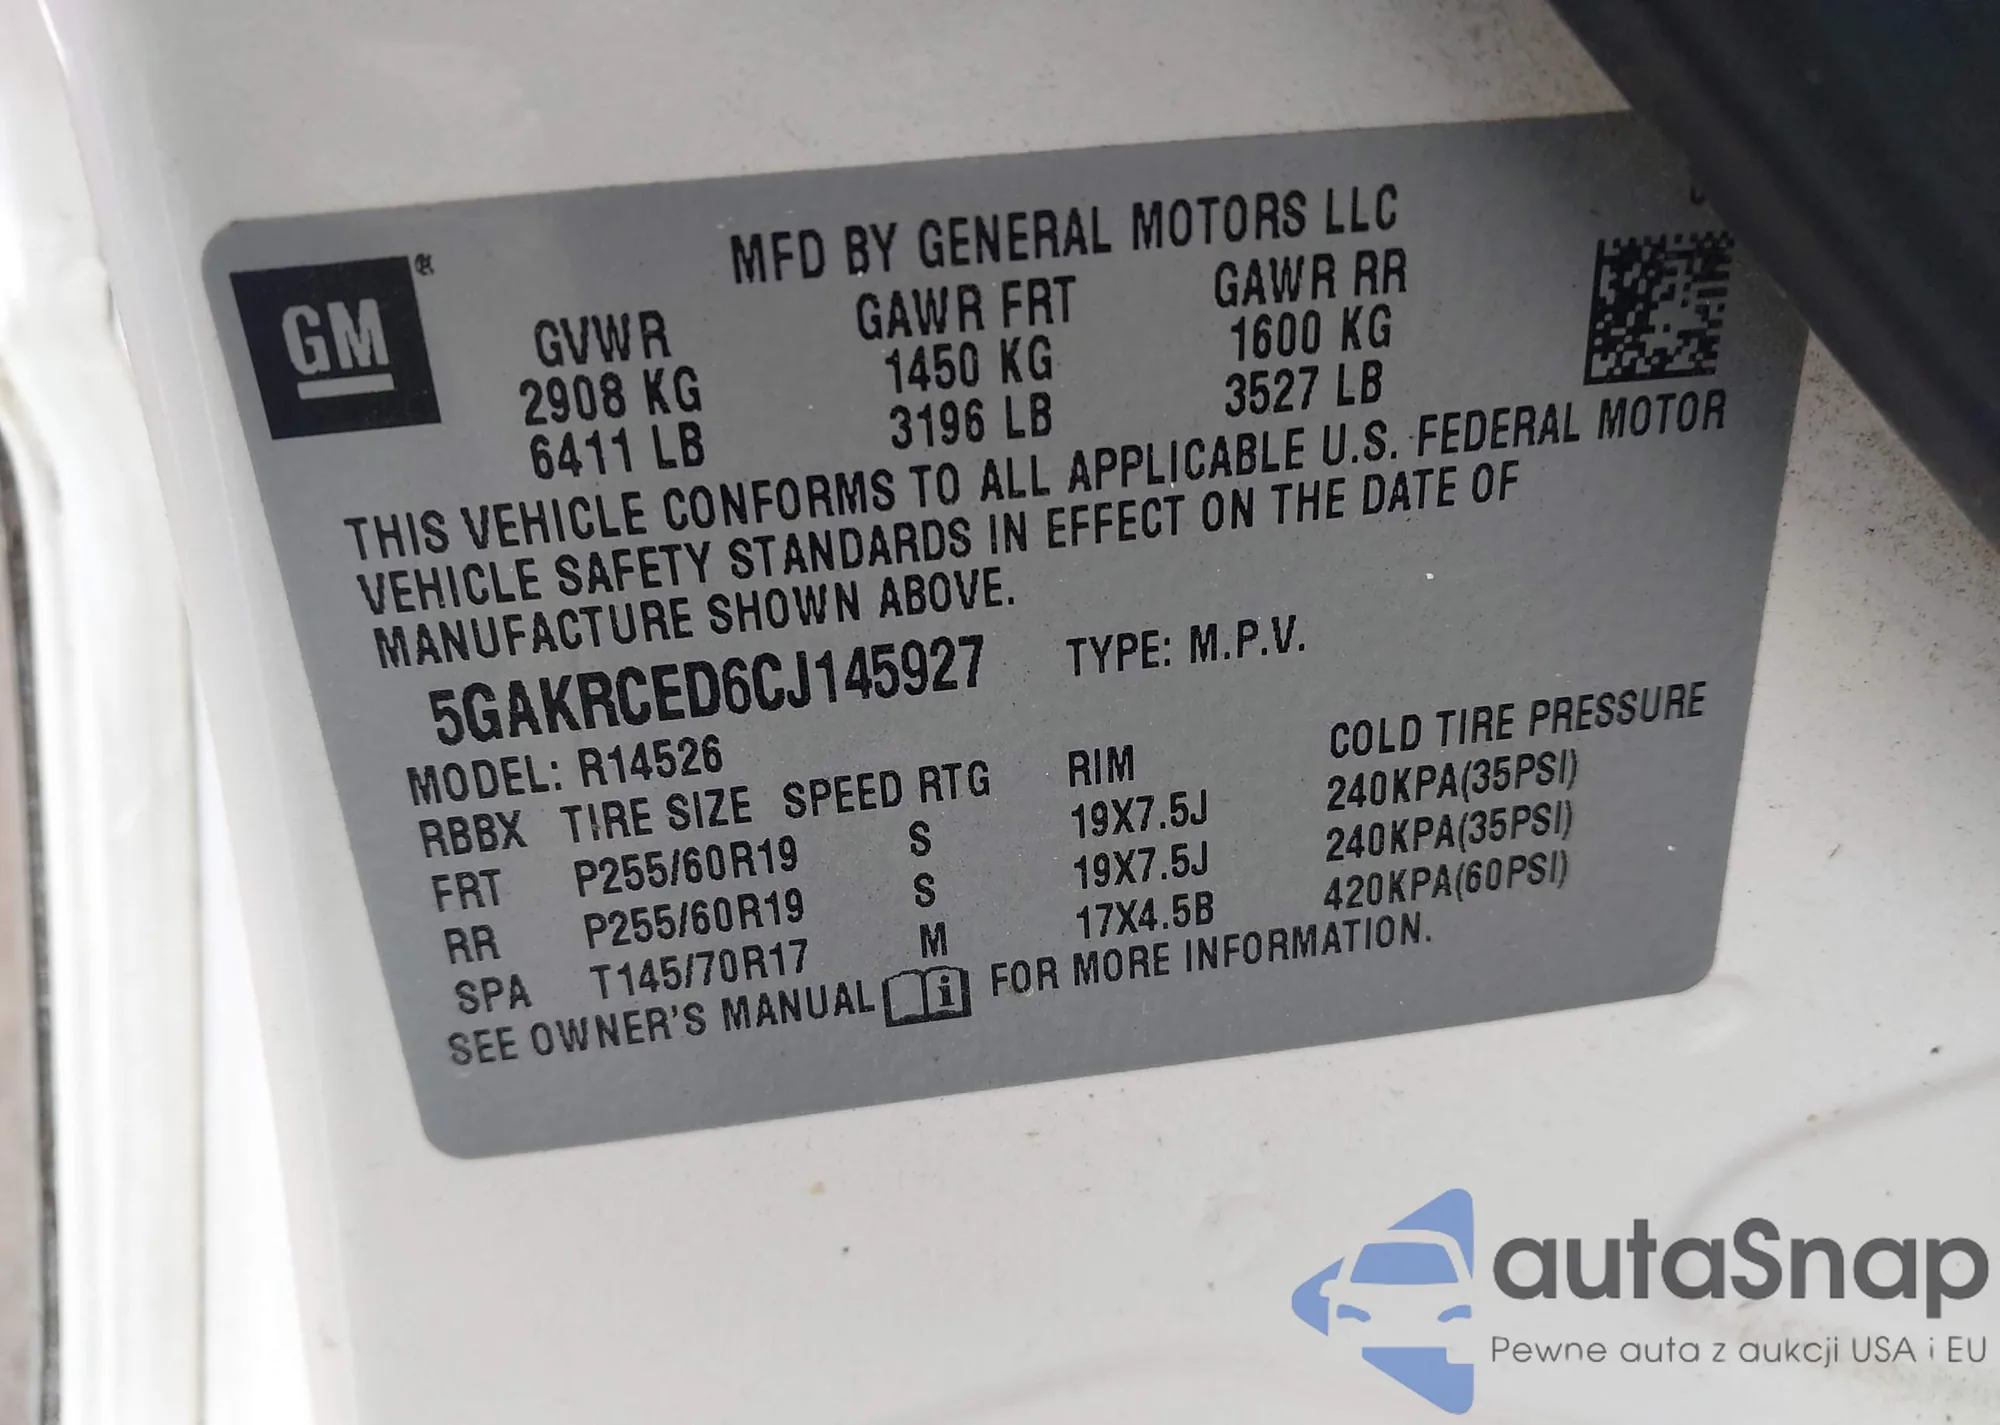 MFD BY GENERAL MOTORS LLC
GM
GVWR GAWR FRT GAWR RR
2908 KG 1450 KG 1600 KG
6411 LB 3196 LB 3527 LB
THIS VEHICLE CONFORMS TO ALL APPLICABLE U.S. FEDERAL MOTOR
VEHICLE SAFETY STANDARDS IN EFFECT ON THE DATE OF
MANUFACTURE SHOWN ABOVE.
5GAKRCED6CJ145927 TYPE: M.P.V.
MODEL: R14526
RBBX TIRE SIZE SPEED RTG RIM COLD TIRE PRESSURE
FRT P255/60R19 S 19X7.5J 240KPA(35PSI)
RR P255/60R19 S 19X7.5J 240KPA(35PSI)
SPA T145/70R17 M 17X4.5B 420KPA(60PSI)
SEE OWNER'S MANUAL FOR MORE INFORMATION.
autaSnap
Pewne auta z aukcji USA i EU